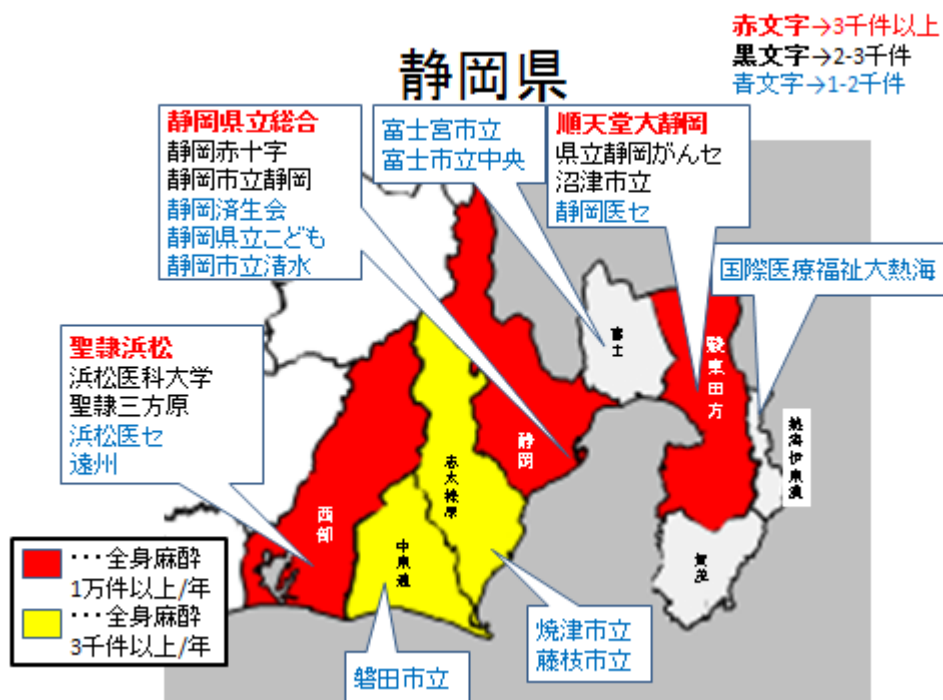 赤文字→3千件以上
黒文字→2-3千件
青文字→1-2千件
静岡県
静岡県立総合
静岡赤十字
静岡市立静岡
静岡済生会
静岡県立こども
静岡市立清水
富士宮市立
富士市立中央
順天堂大静岡
県立静岡がんセ
沼津市立
静岡医セ
国際医療福祉大熱海
聖隷浜松
浜松医科大学
聖隷三方原
浜松医セ
遠州
富士
駿東田方
熱海伊東
静岡
志太榛原
西部
中東遠
賀茂
･･･全身麻酔
1万件以上/年
･･･全身麻酔
3千件以上/年
磐田市立
焼津市立
藤枝市立